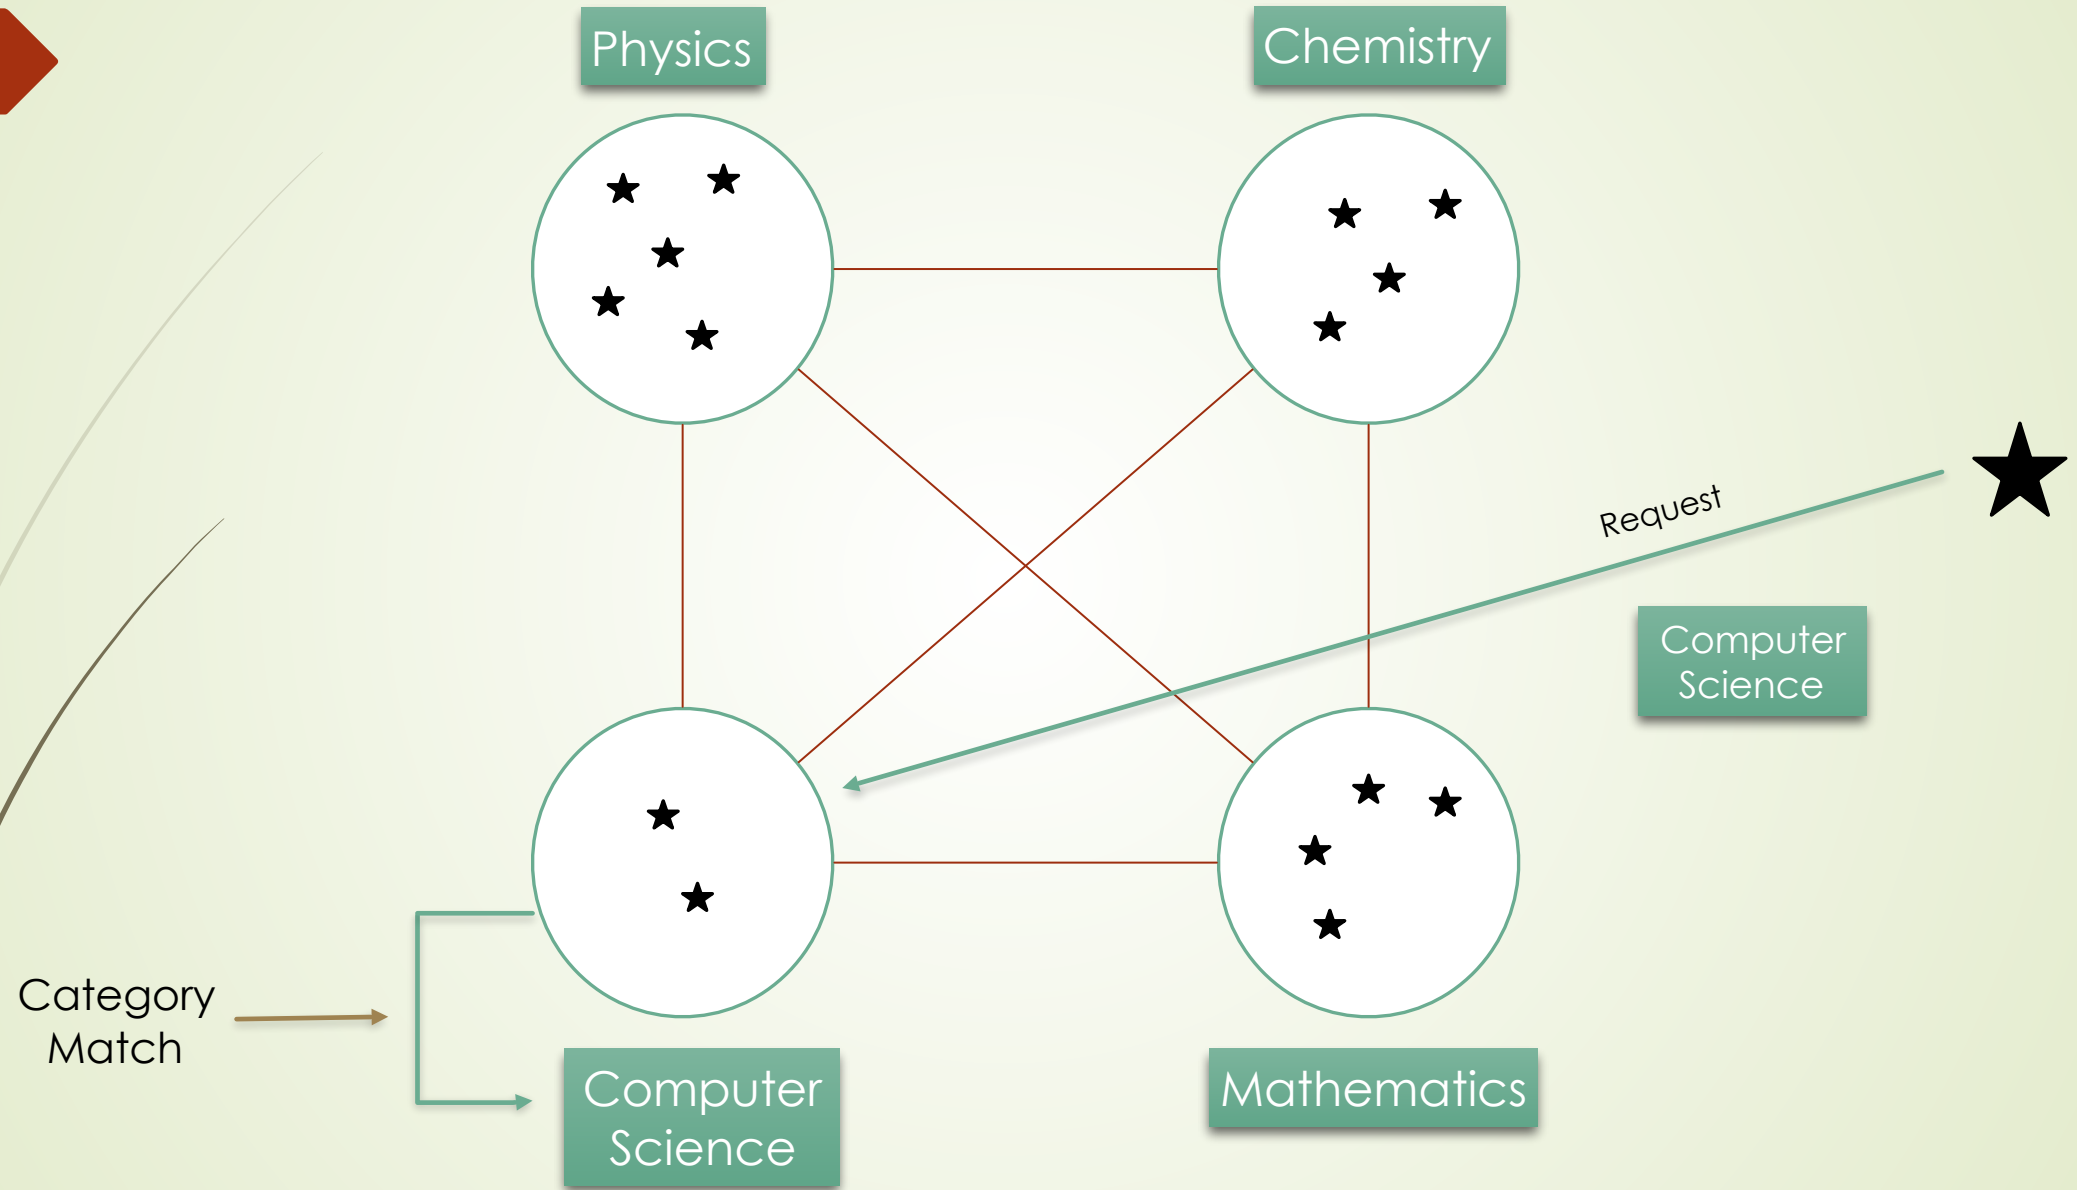 Physics
Chemistry
Request
Computer
Science
Category
Match
Computer
Science
Mathematics